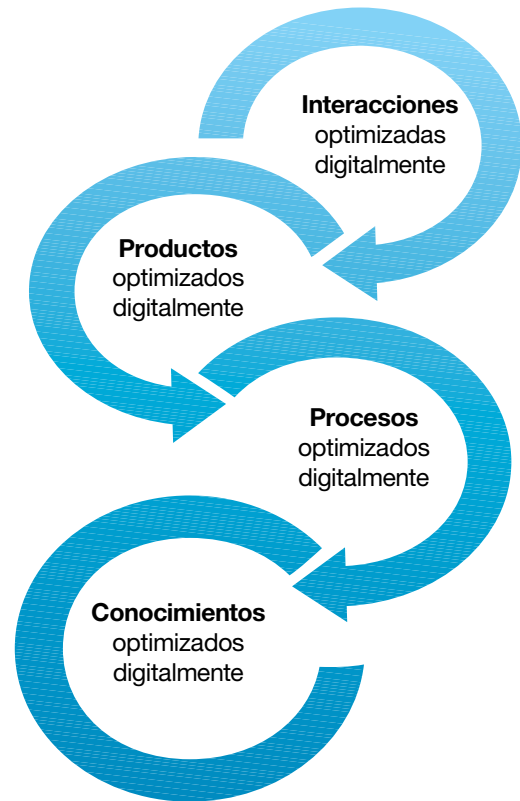 Interacciones
optimizadas
digitalmente
Productos
optimizados
digitalmente
Procesos
optimizados
digitalmente
Conocimientos
optimizados
digitalmente